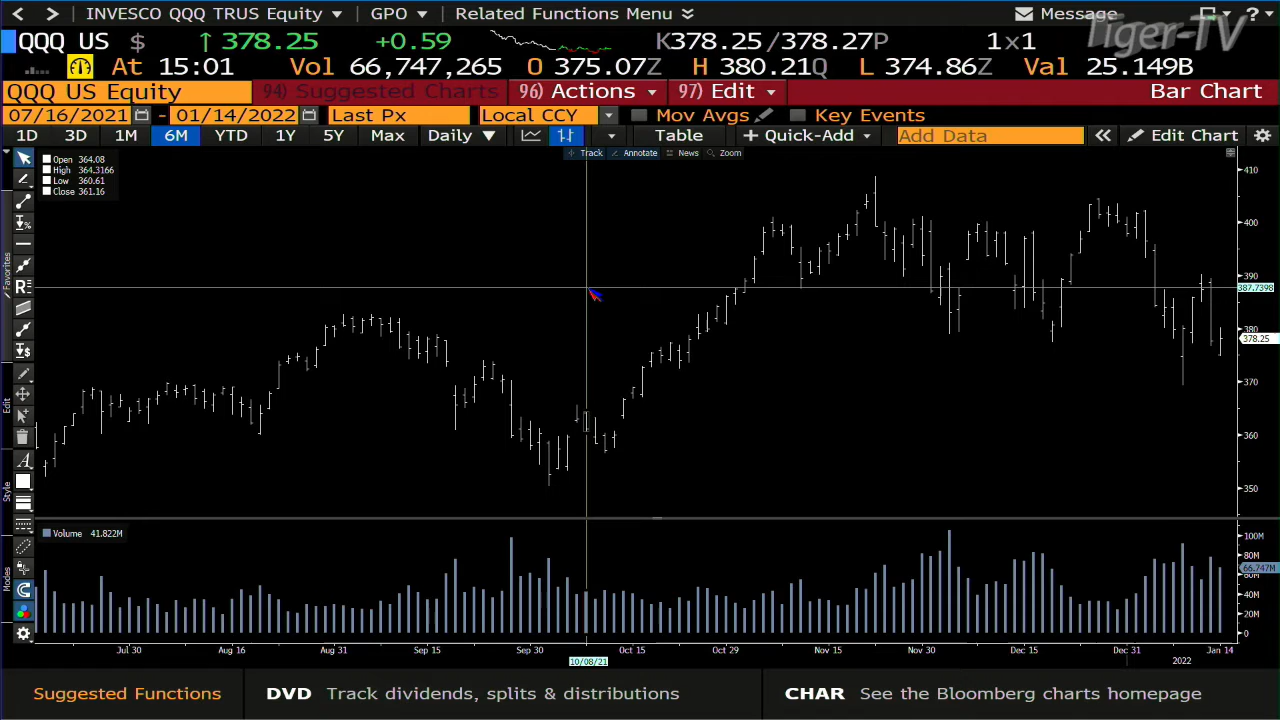 INVESCO QQQ TRUS Equity GPO Related Functions Menu Message ?
Tiger-TV
QQQ US $ ↑ 378.25 +0.59 K378.25/378.27P 1x1
At 15:01 Vol 66,747,265 O 375.07Z H 380.21Q L 374.86Z Val 25.149B
QQQ US Equity 94) Suggested Charts 96) Actions 97) Edit Bar Chart
07/16/2021 - 01/14/2022 Last Px Local CCY Mov Avgs Key Events
1D 3D 1M 6M YTD 1Y 5Y Max Daily ▼ Table + Quick-Add Add Data « Edit Chart
Track Annotate News Zoom
Open 364.08
High 364.3166
Low 360.61
Close 361.16
410
400
390
387.7398
380
378.25
370
360
350
Favorites
Edit
Style
Modes
Volume 41.822M
100M
80M
66.747M
60M
40M
20M
0
Jul 30 Aug 16 Aug 31 Sep 15 Sep 30 Oct 15 Oct 29 Nov 15 Nov 30 Dec 15 Dec 31 Jan 14
10/08/21 2022
Suggested Functions DVD Track dividends, splits & distributions CHAR See the Bloomberg charts homepage